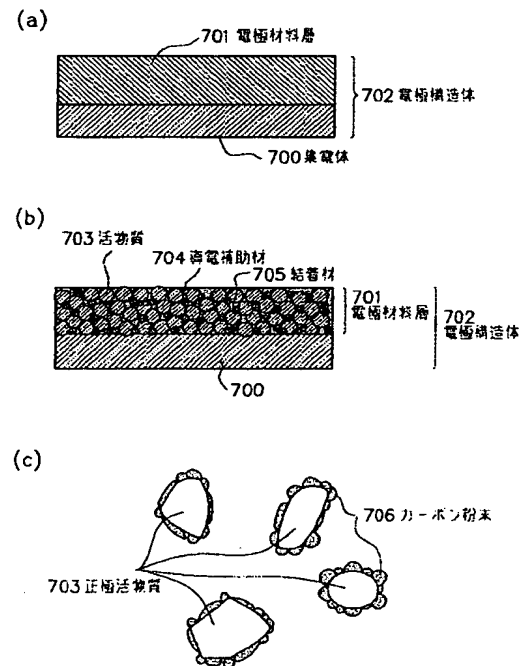 (a)
701 電極材料層
702 電極構造体
700 集電体
(b)
703 活物質
704 導電補助材
705 結着材
701
電極材料層
702
電極構造体
700
(c)
706 カーボン粉末
703 正極活物質